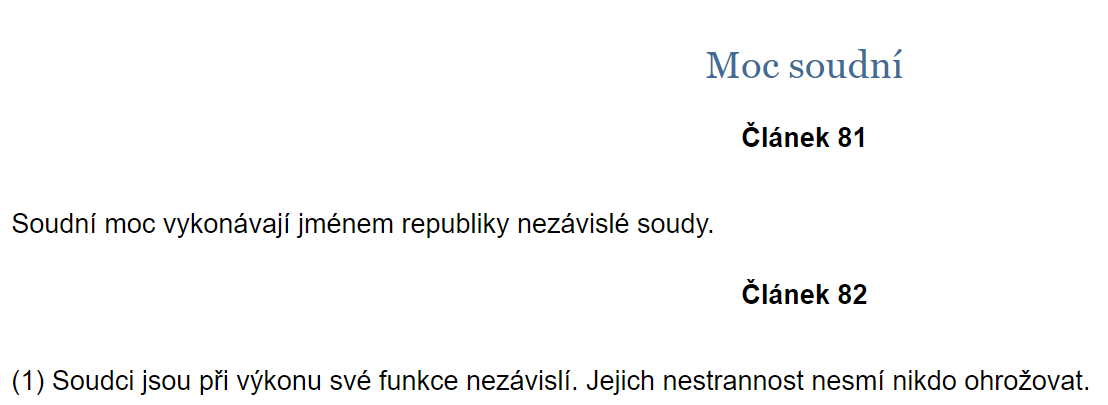 Moc soudní
Článek 81
Soudní moc vykonávají jménem republiky nezávislé soudy.
Článek 82
(1) Soudci jsou při výkonu své funkce nezávislí. Jejich nestrannost nesmí nikdo ohrožovat.